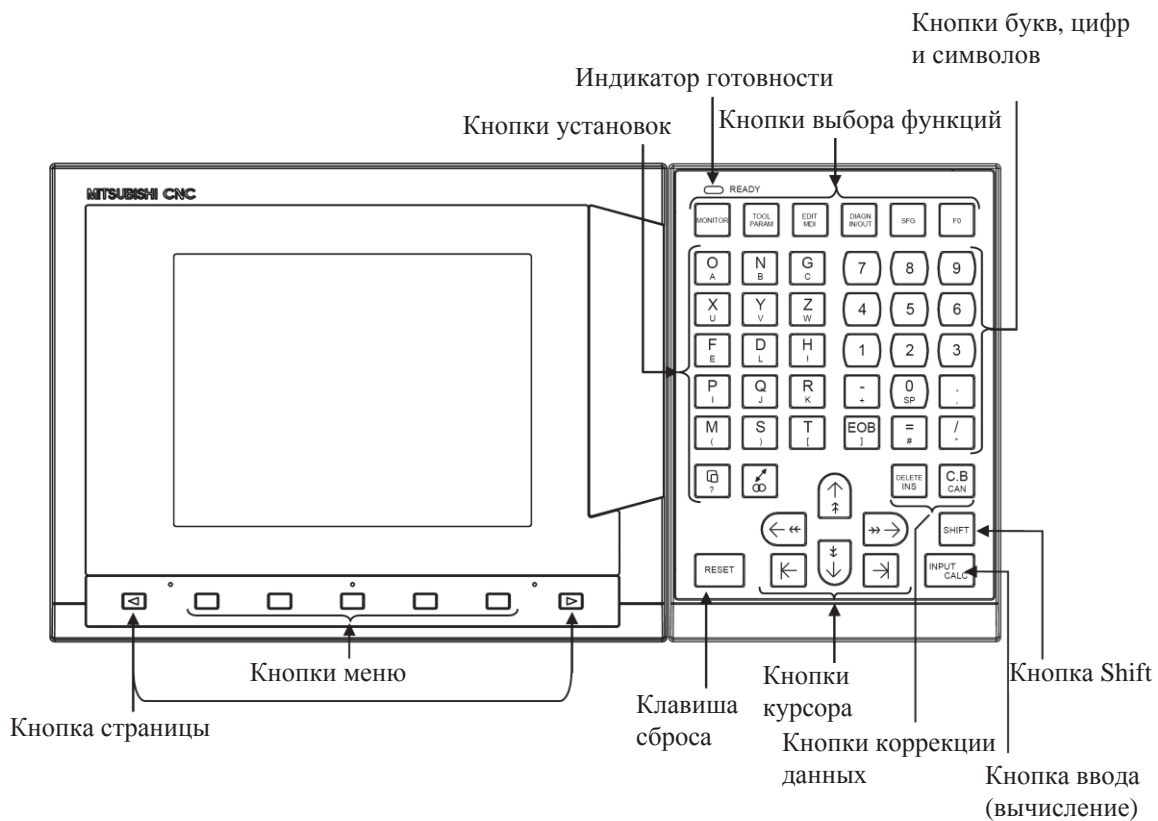 Кнопки букв, цифр
и символов
Индикатор готовности
Кнопки установок
Кнопки выбора функций
MITSUBISHI CNC
READY
MONITOR
TOOL
PARAM
EDIT
MDI
DIAGN
IN/OUT
SFG
F0
O
A
N
B
G
C
7
8
9
X
U
Y
V
Z
W
4
5
6
F
E
D
L
H
!
1
2
3
P
I
Q
J
R
K
-
+
0
SP
.
,
M
(
S
)
T
[
EOB
]
=
#
/
*
?
DELETE
INS
C.B
CAN
SHIFT
RESET
INPUT
CALC
Кнопки меню
Кнопка страницы
Клавиша
сброса
Кнопки
курсора
Кнопки коррекции
данных
Кнопка Shift
Кнопка ввода
(вычисление)